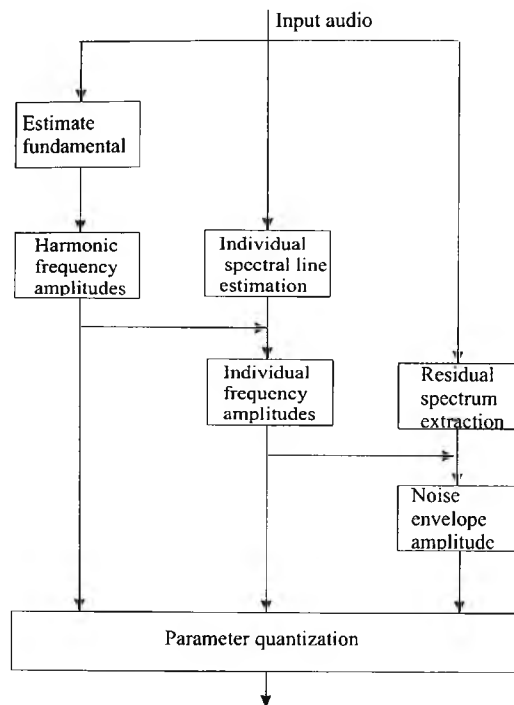 Input audio
Estimate
fundamental
Harmonic
frequency
amplitudes
Individual
spectral line
estimation
Individual
frequency
amplitudes
Residual
spectrum
extraction
Noise
envelope
amplitude
Parameter quantization